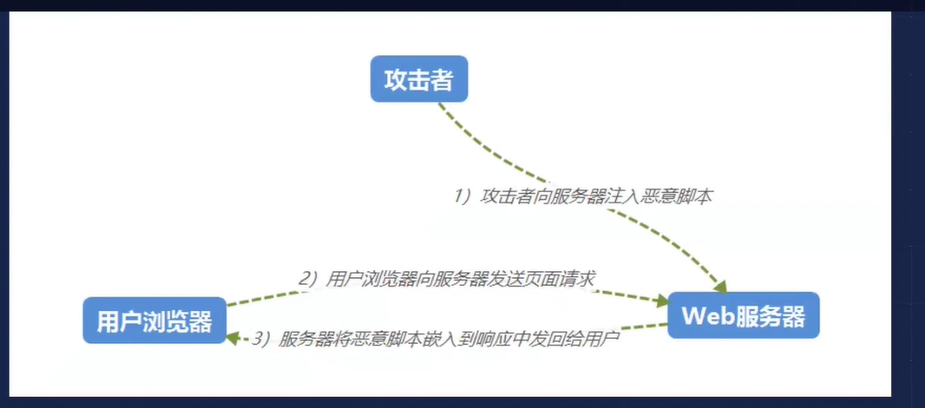 攻击者
1）攻击者向服务器注入恶意脚本
2）用户浏览器向服务器发送页面请求
用户浏览器
Web服务器
3）服务器将恶意脚本嵌入到响应中发回给用户